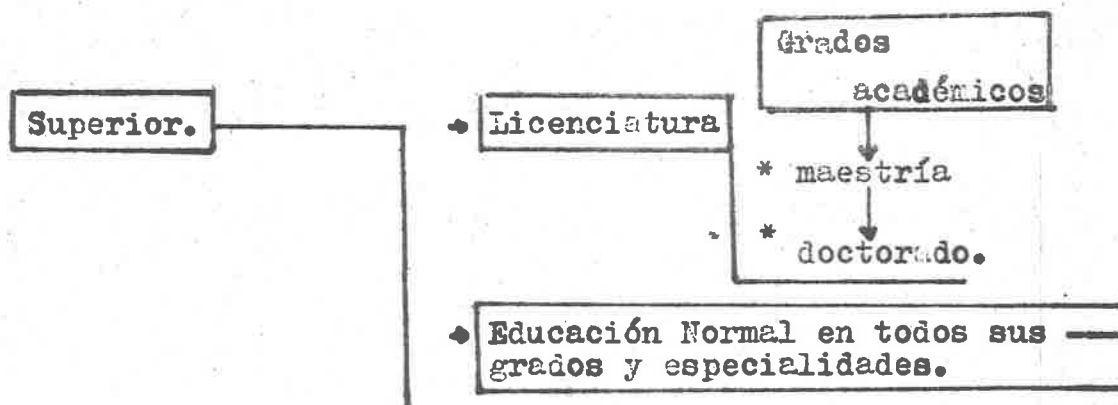 Grados
académicos
Superior.
Licenciatura
* maestría
* doctorado.
Educación Normal en todos sus
grados y especialidades.